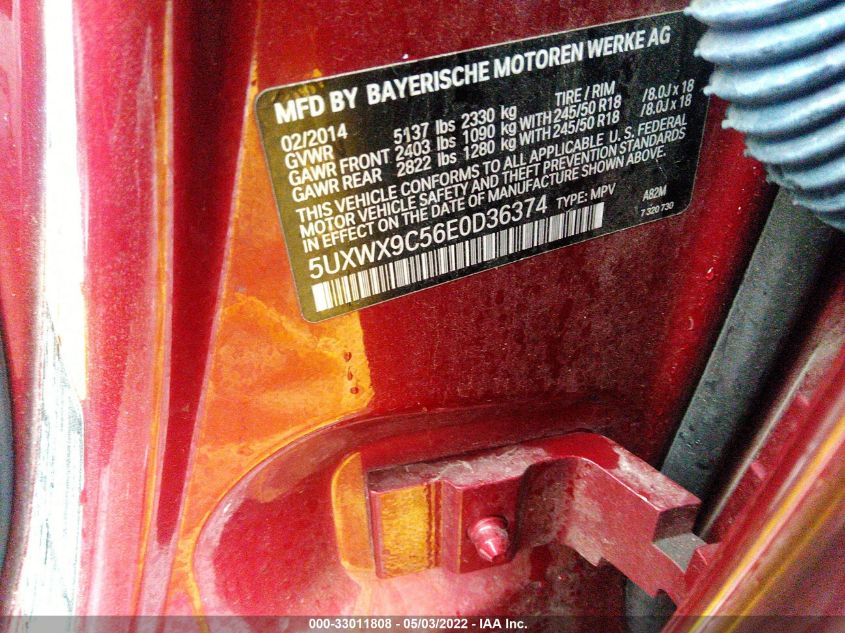 MFD BY BAYERISCHE MOTOREN WERKE AG
02/2014 5137 lbs 2330 kg TIRE / RIM
GVWR
GAWR FRONT 2403 lbs 1090 kg WITH 245/50 R18 / 8.0J x 18
GAWR REAR 2822 lbs 1280 kg WITH 245/50 R18 / 8.0J x 18
THIS VEHICLE CONFORMS TO ALL APPLICABLE U. S. FEDERAL
MOTOR VEHICLE SAFETY AND THEFT PREVENTION STANDARDS
IN EFFECT ON THE DATE OF MANUFACTURE SHOWN ABOVE.
5UXWX9C56E0D36374 TYPE: MPV A82M
7 320 730
000-33011808 - 05/03/2022 - IAA Inc.